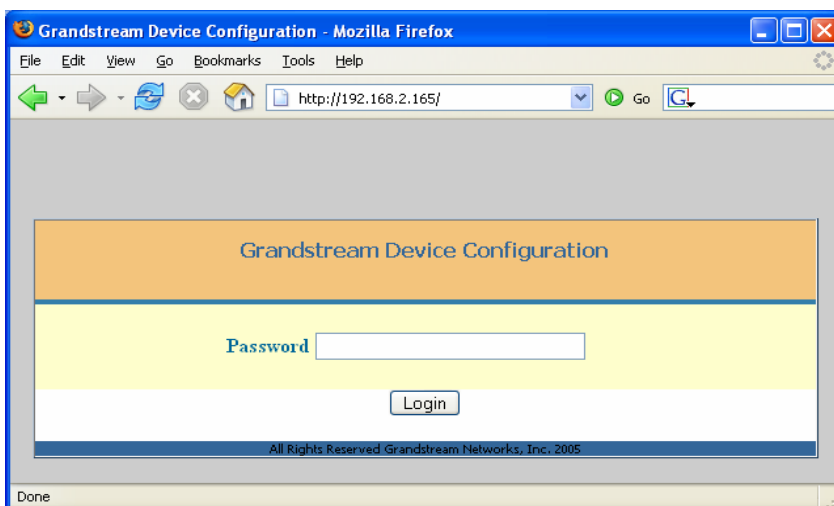 Grandstream Device Configuration - Mozilla Firefox
File Edit View Go Bookmarks Tools Help
http://192.168.2.165/ Go G
Grandstream Device Configuration
Password
Login
All Rights Reserved Grandstream Networks, Inc. 2005
Done